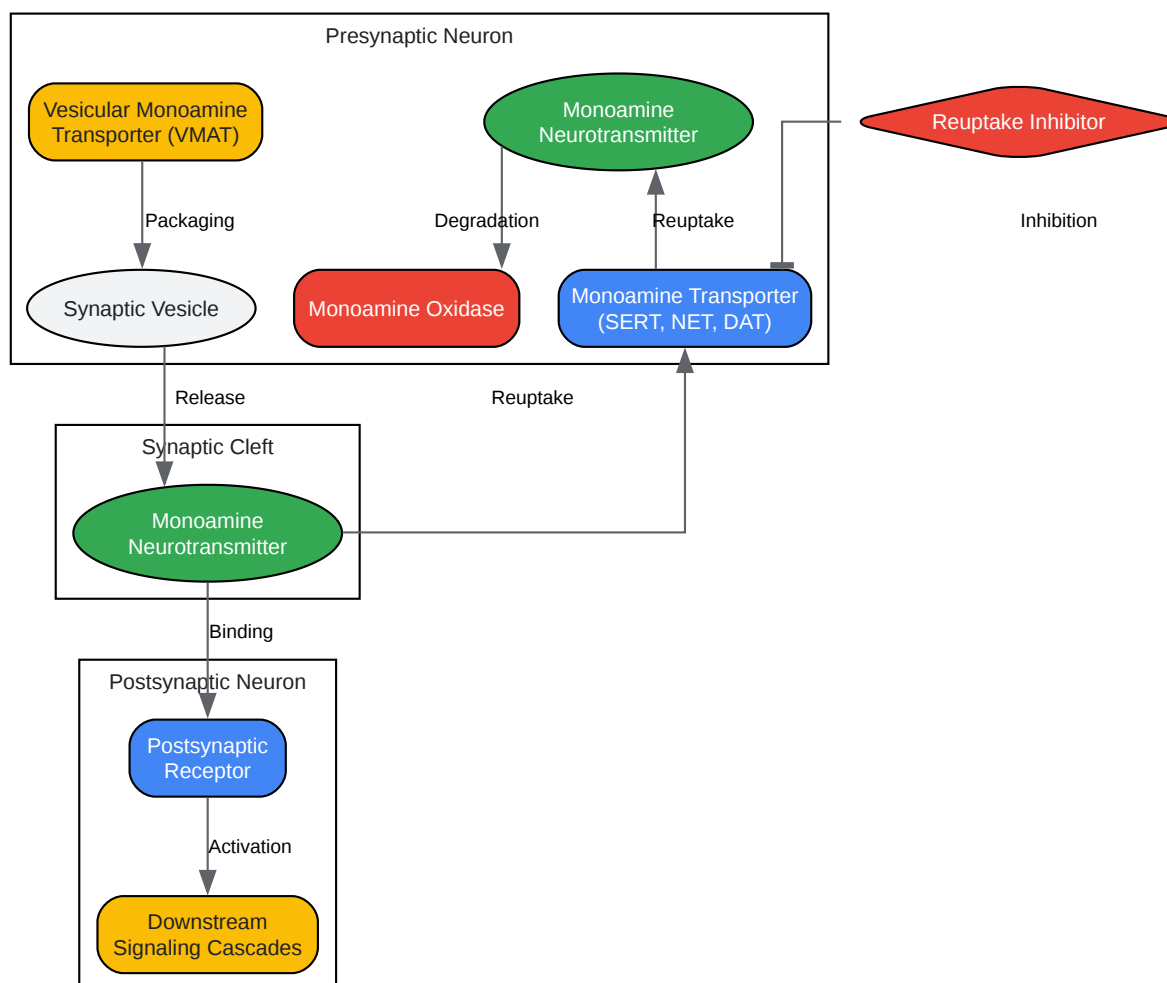 Presynaptic Neuron
Vesicular Monoamine
Transporter (VMAT)
Monoamine
Neurotransmitter
Reuptake Inhibitor
Packaging
Degradation
Reuptake
Inhibition
Synaptic Vesicle
Monoamine Oxidase
Monoamine Transporter
(SERT, NET, DAT)
Release
Reuptake
Synaptic Cleft
Monoamine
Neurotransmitter
Binding
Postsynaptic Neuron
Postsynaptic
Receptor
Activation
Downstream
Signaling Cascades